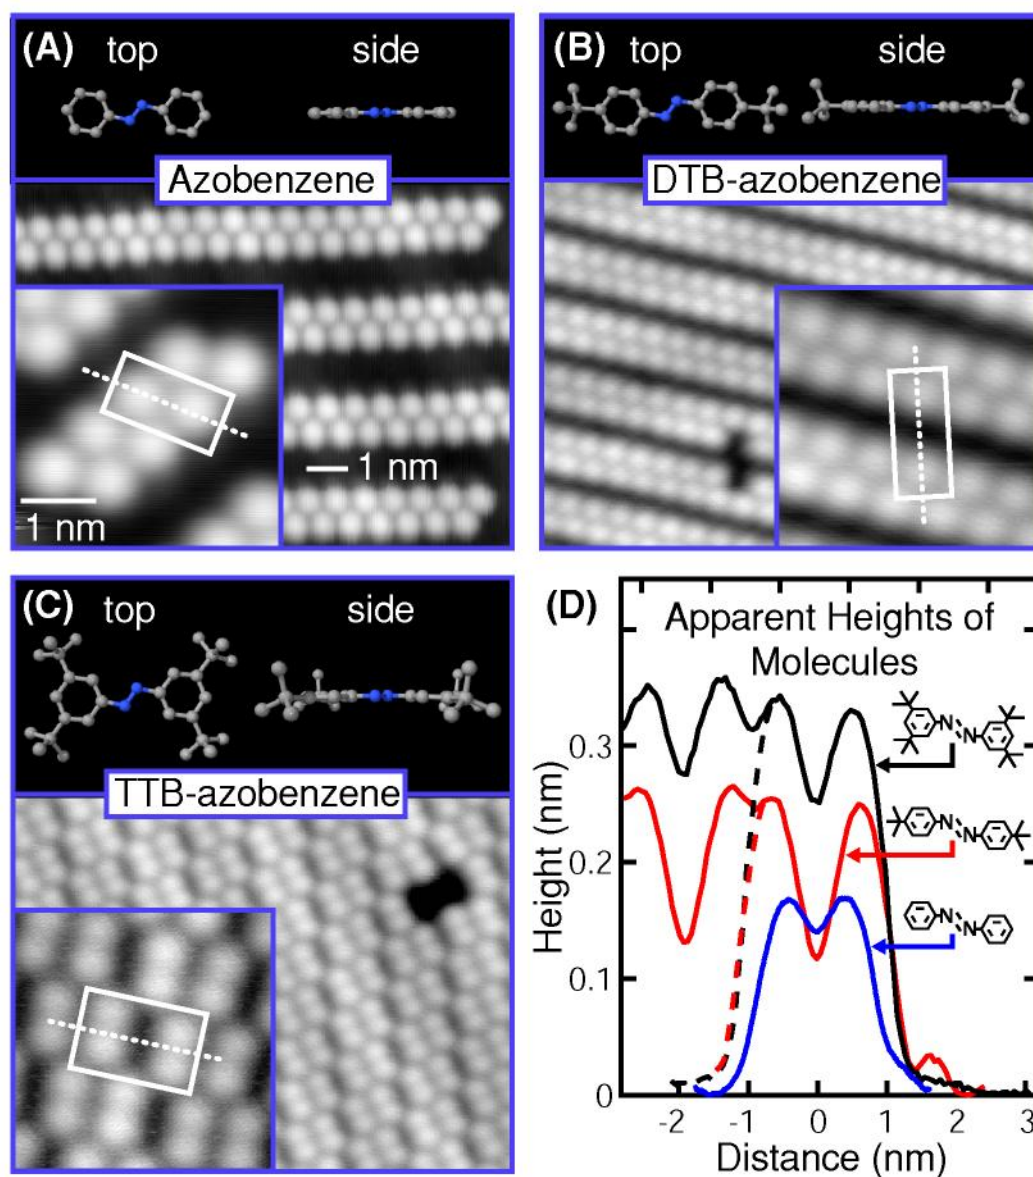 (A)
top
side
Azobenzene
1 nm
1 nm
(B)
top
side
DTB-azobenzene
(C)
top
side
TTB-azobenzene
(D)
Apparent Heights of
Molecules
N
N
N
N
N
N
Height (nm)
0.3
0.2
0.1
0
-2
-1
0
1
2
3
Distance (nm)